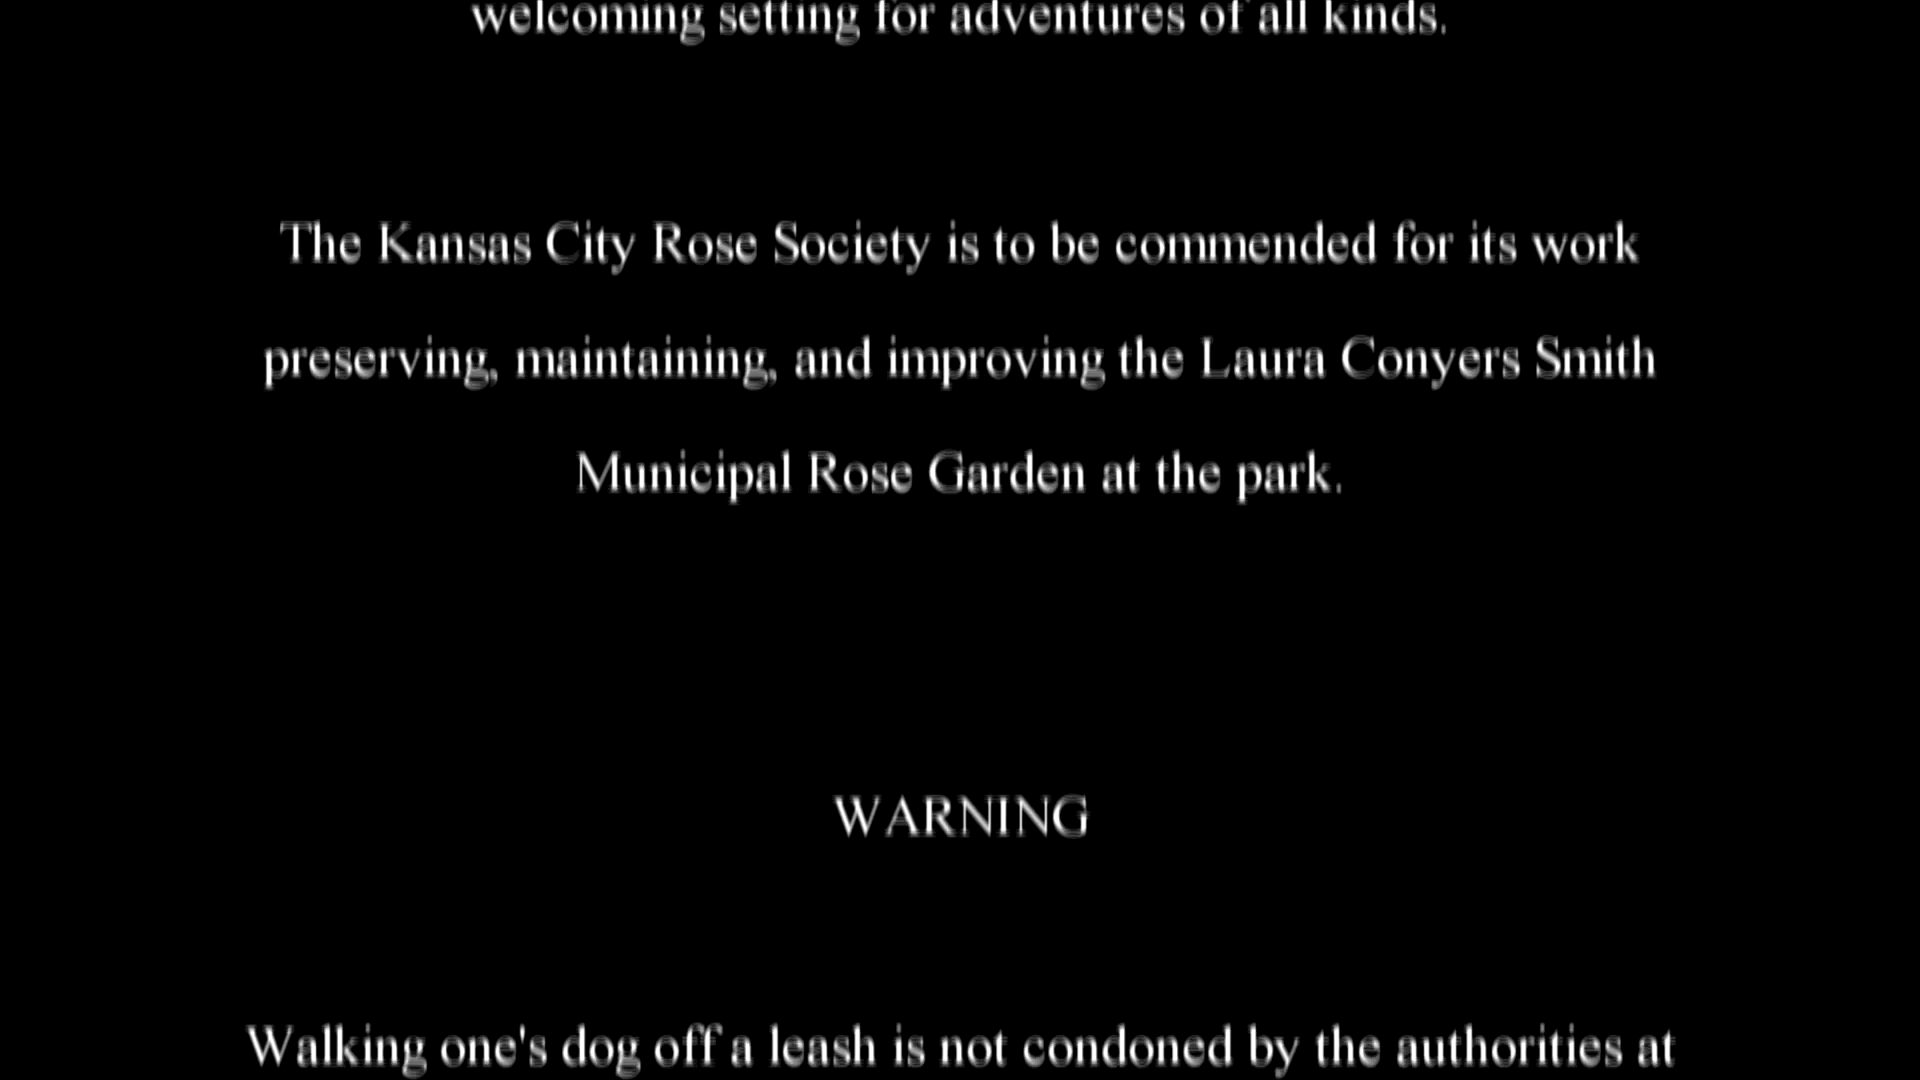 welcoming setting for adventures of all kinds.
The Kansas City Rose Society is to be commended for its work
preserving, maintaining, and improving the Laura Conyers Smith
Municipal Rose Garden at the park.
WARNING
Walking one's dog off a leash is not condoned by the authorities at